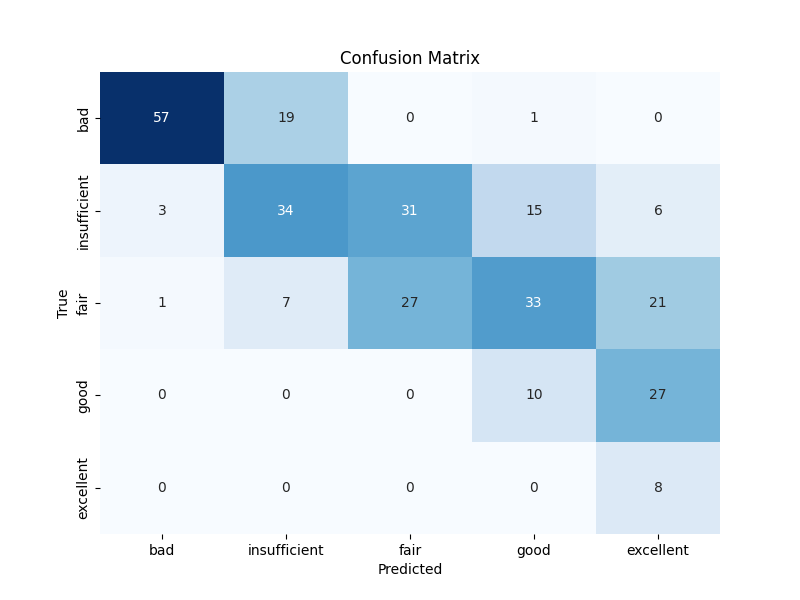 Confusion Matrix
True
bad 57 19 0 1 0
insufficient 3 34 31 15 6
fair 1 7 27 33 21
good 0 0 0 10 27
excellent 0 0 0 0 8
bad insufficient fair good excellent
Predicted